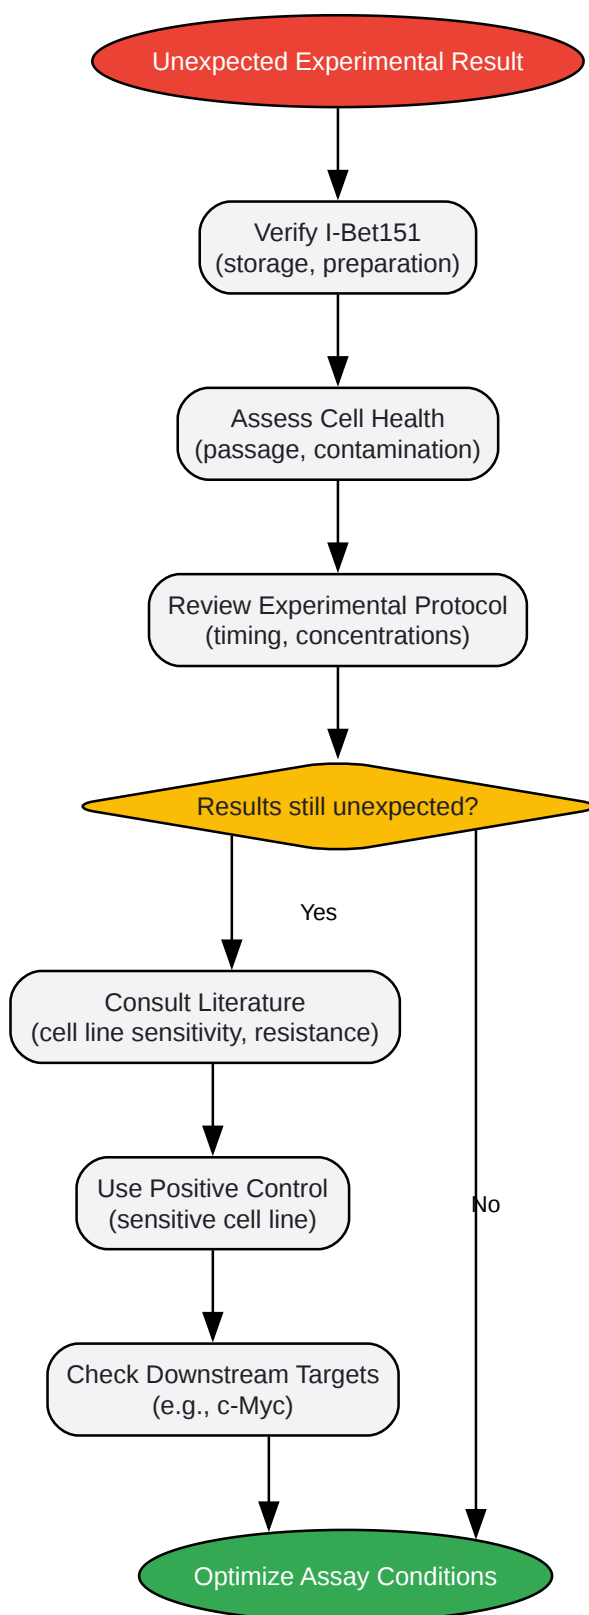 Unexpected Experimental Result
Verify I-Bet151
(storage, preparation)
Assess Cell Health
(passage, contamination)
Review Experimental Protocol
(timing, concentrations)
Results still unexpected?
Yes
Consult Literature
(cell line sensitivity, resistance)
Use Positive Control
(sensitive cell line)
No
Check Downstream Targets
(e.g., c-Myc)
Optimize Assay Conditions